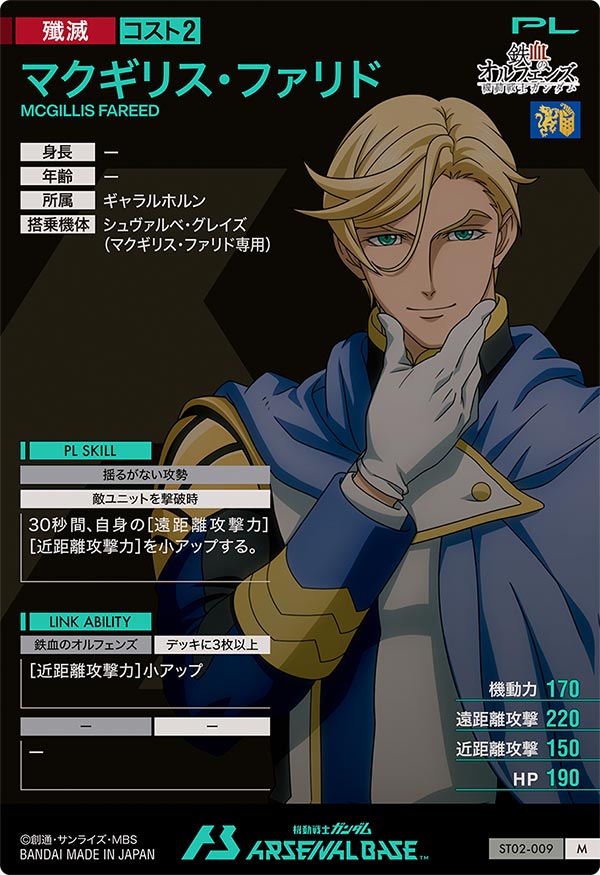 殲滅 コスト2 PL
マクギリス・ファリド
MCGILLIS FAREED
鉄血の
オルフェンズ
機動戦士ガンダム
身長 ー
年齢 ー
所属 ギャラルホルン
搭乗機体 シュヴァルベ・グレイズ
(マクギリス・ファリド専用)
PL SKILL
揺るがない攻勢
敵ユニットを撃破時
30秒間、自身の[遠距離攻撃力]
[近距離攻撃力]を小アップする。
LINK ABILITY
鉄血のオルフェンズ デッキに3枚以上
[近距離攻撃力]小アップ
ー ー
ー
機動力 170
遠距離攻撃 220
近距離攻撃 150
HP 190
©創通・サンライズ・MBS
BANDAI MADE IN JAPAN
機動戦士ガンダム
ARSENAL BASE™
ST02-009 M